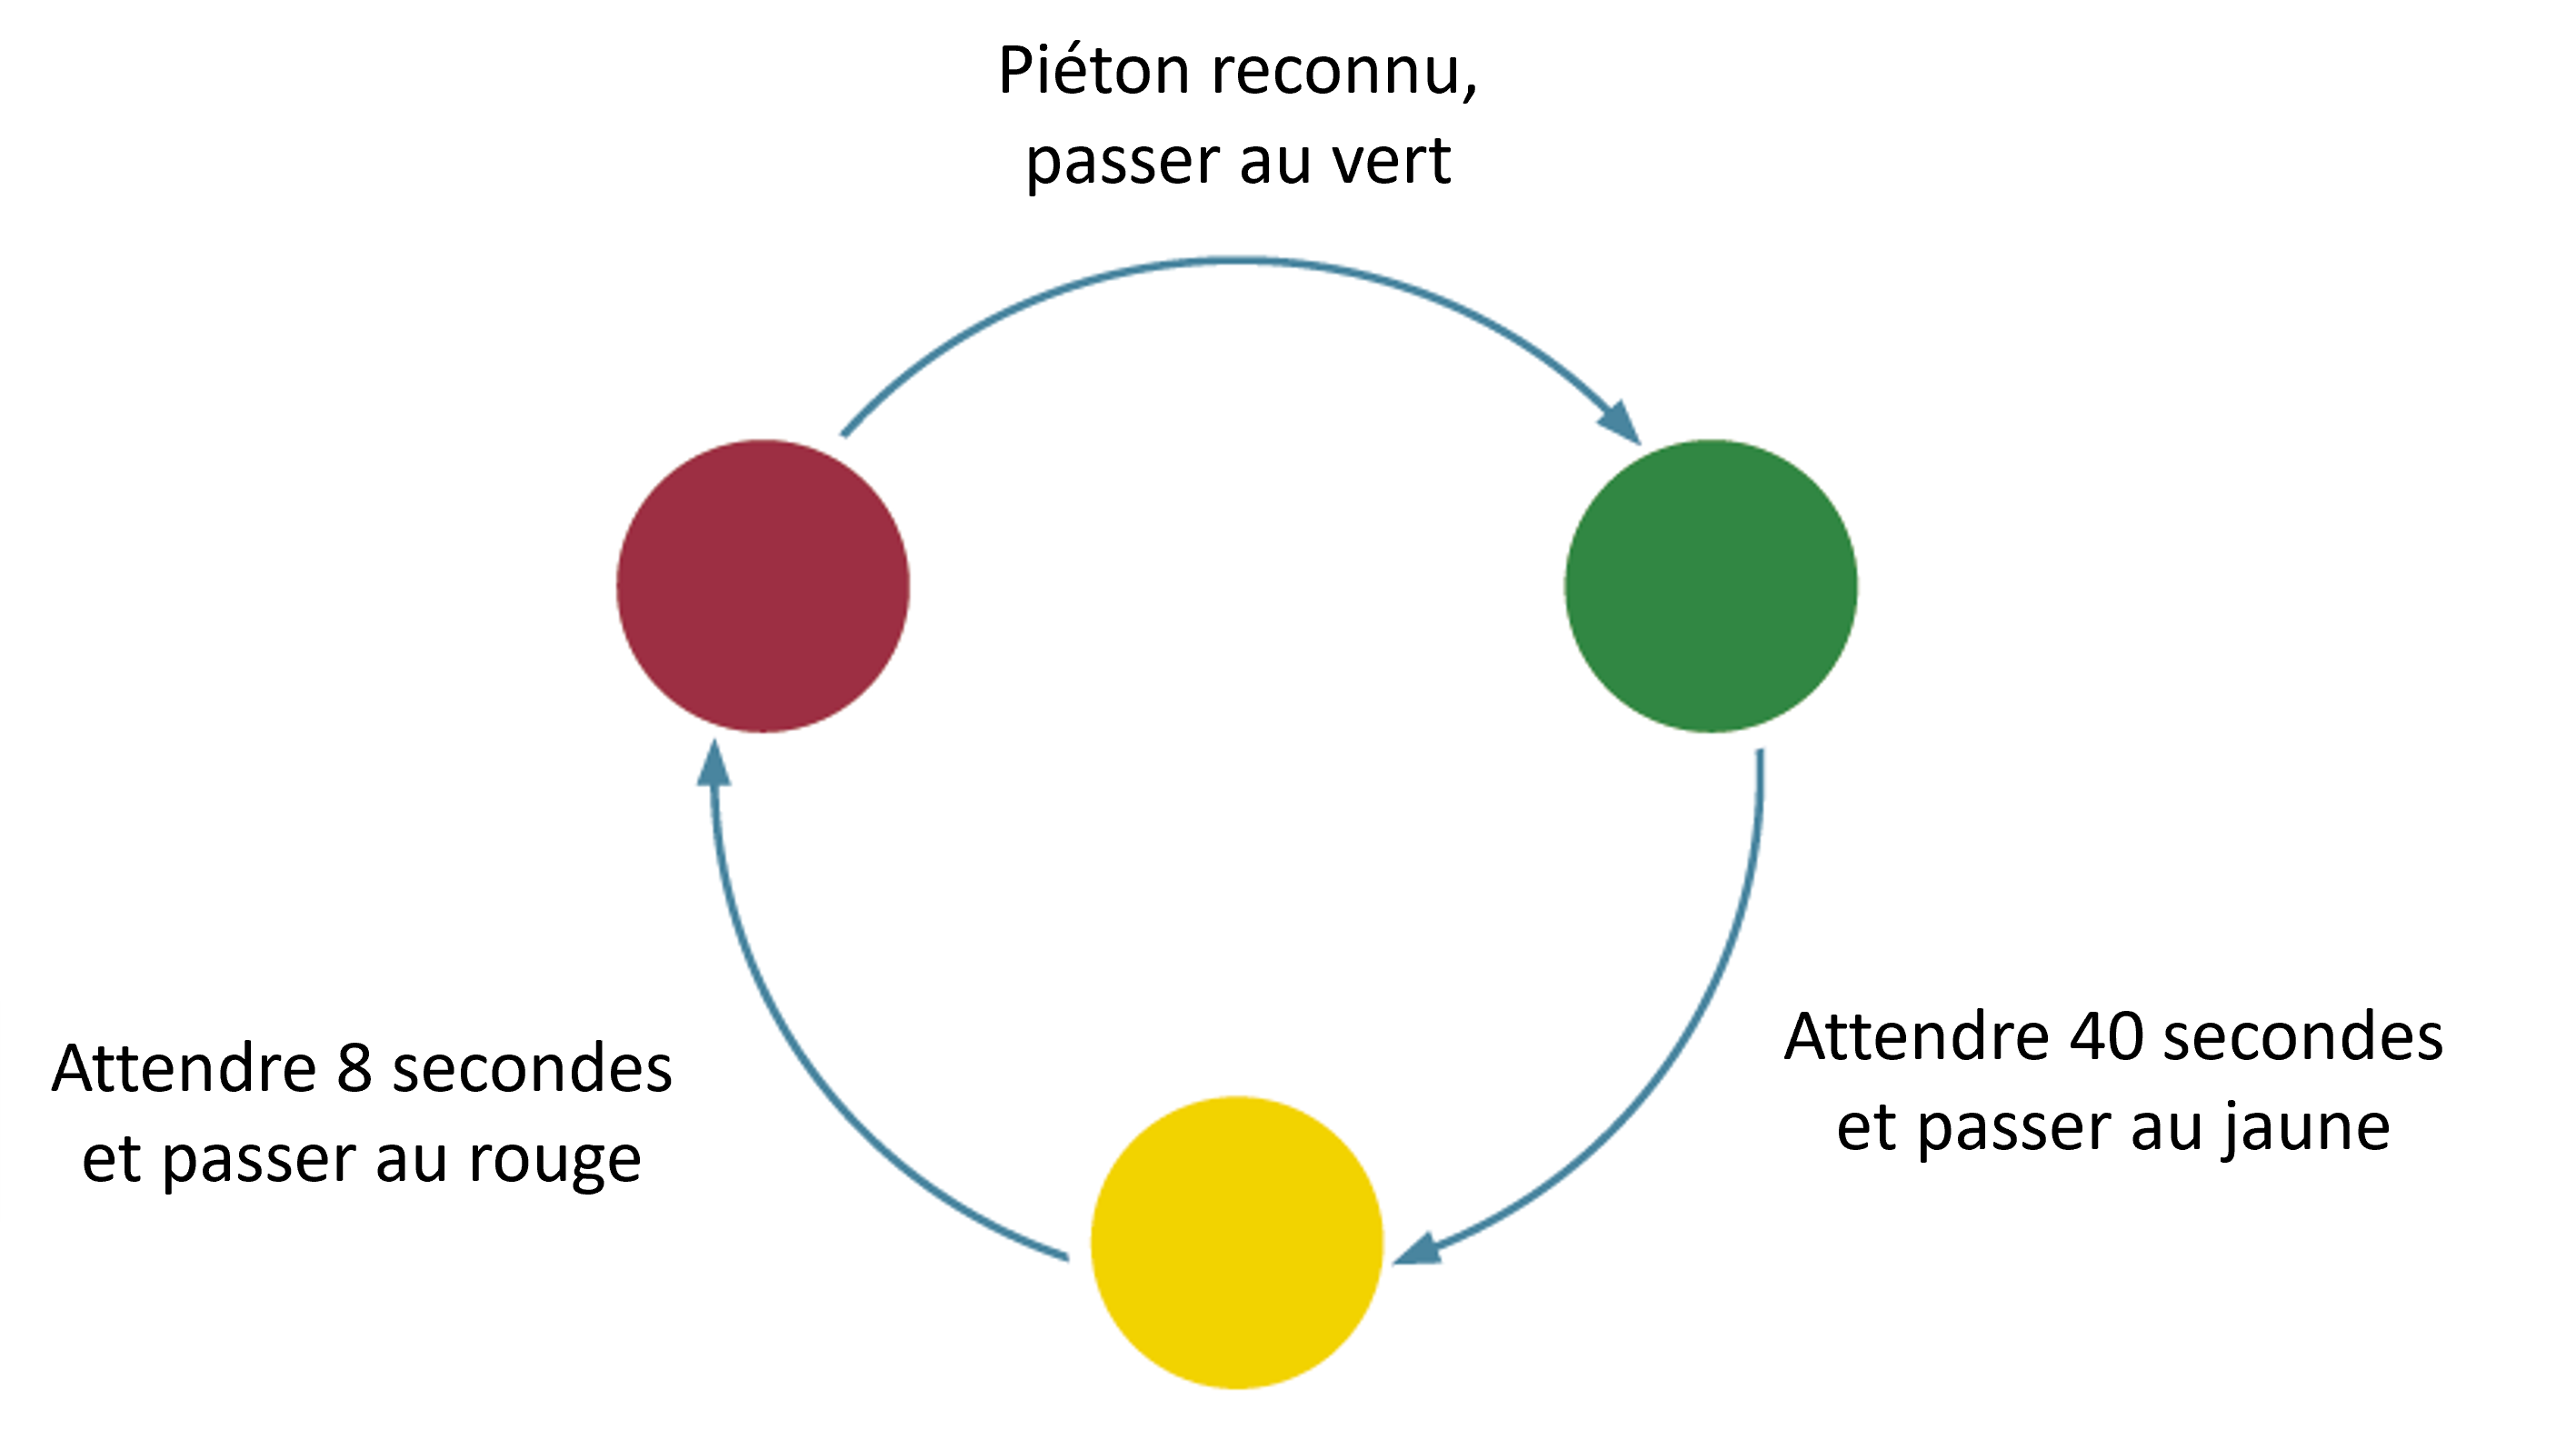 Piéton reconnu,
passer au vert
Attendre 40 secondes
et passer au jaune
Attendre 8 secondes
et passer au rouge